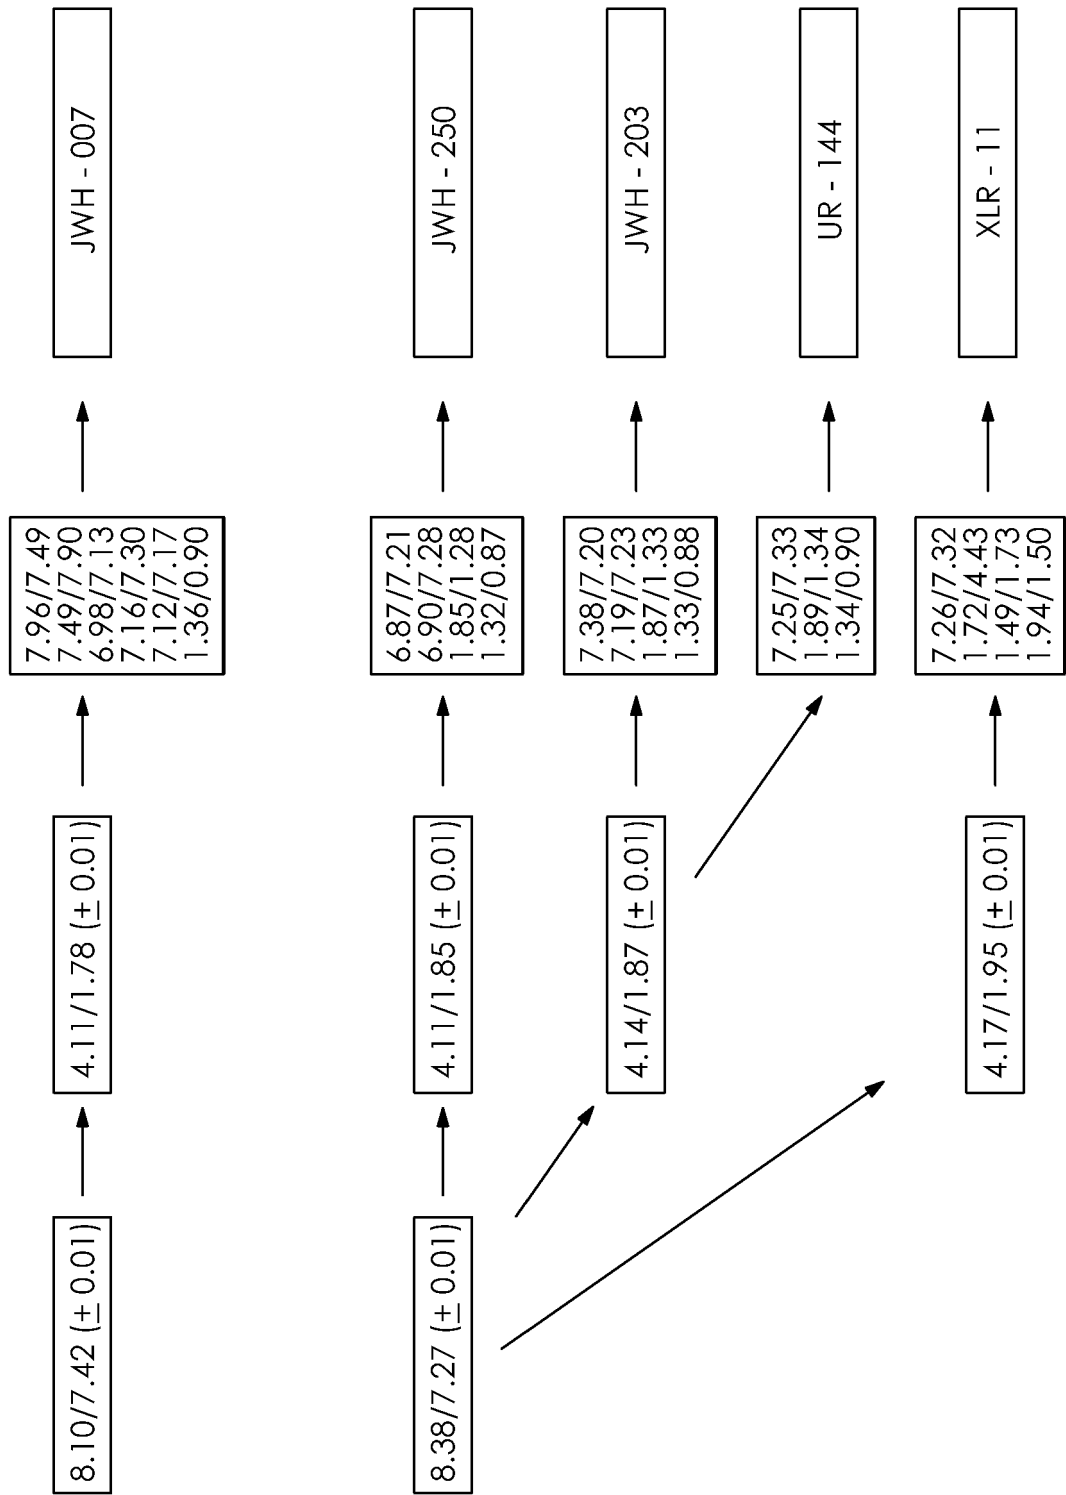 8.10/7.42 (± 0.01)
4.11/1.78 (± 0.01)
7.96/7.49
7.49/7.90
6.98/7.13
7.16/7.30
7.12/7.17
1.36/0.90
JWH - 007
8.38/7.27 (± 0.01)
4.11/1.85 (± 0.01)
6.87/7.21
6.90/7.28
1.85/1.28
1.32/0.87
JWH - 250
4.14/1.87 (± 0.01)
7.38/7.20
7.19/7.23
1.87/1.33
1.33/0.88
JWH - 203
7.25/7.33
1.89/1.34
1.34/0.90
UR - 144
4.17/1.95 (± 0.01)
7.26/7.32
1.72/4.43
1.49/1.73
1.94/1.50
XLR - 11